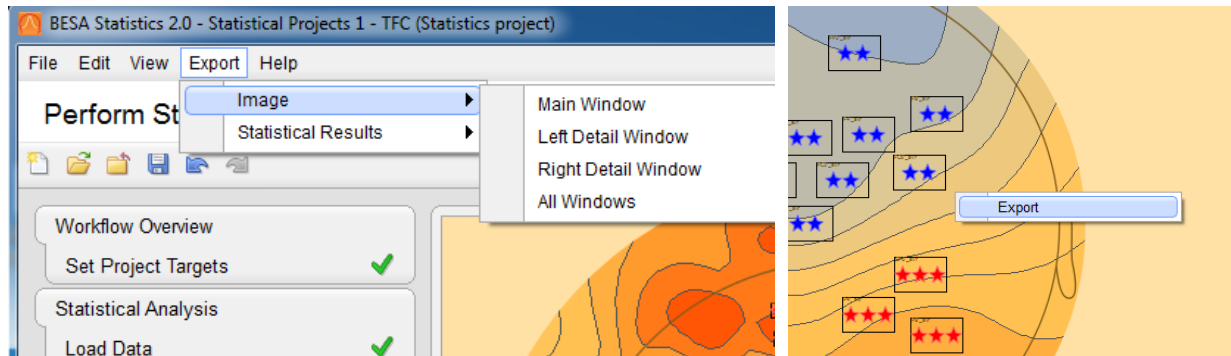 BESA Statistics 2.0 - Statistical Projects 1 - TFC (Statistics project)
File Edit View Export Help
Image
Statistical Results
Main Window
Left Detail Window
Right Detail Window
All Windows
Perform St
Workflow Overview
Set Project Targets
Statistical Analysis
Load Data
Export